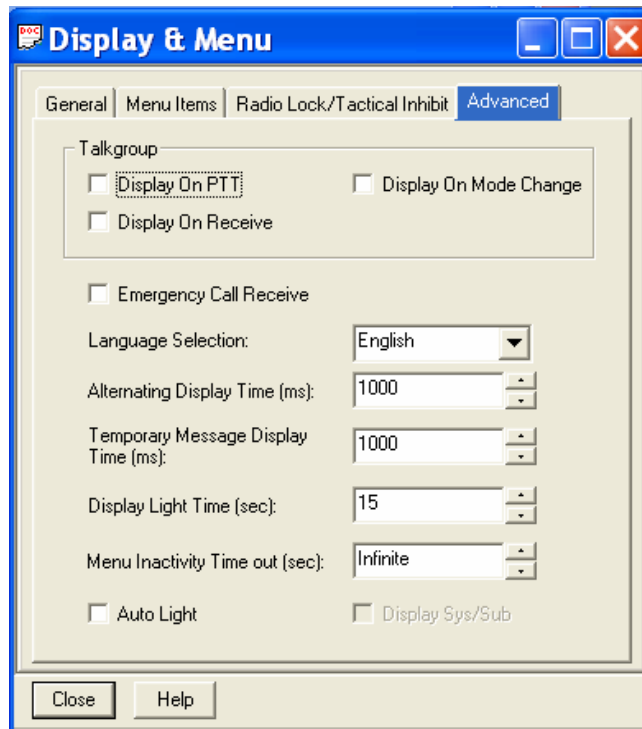 DOC
Display & Menu
General
Menu Items
Radio Lock/Tactical Inhibit
Advanced
Talkgroup
Display On PTT
Display On Mode Change
Display On Receive
Emergency Call Receive
Language Selection:
English
Alternating Display Time (ms):
1000
Temporary Message Display
Time (ms):
1000
Display Light Time (sec):
15
Menu Inactivity Time out (sec):
Infinite
Auto Light
Display Sys/Sub
Close
Help